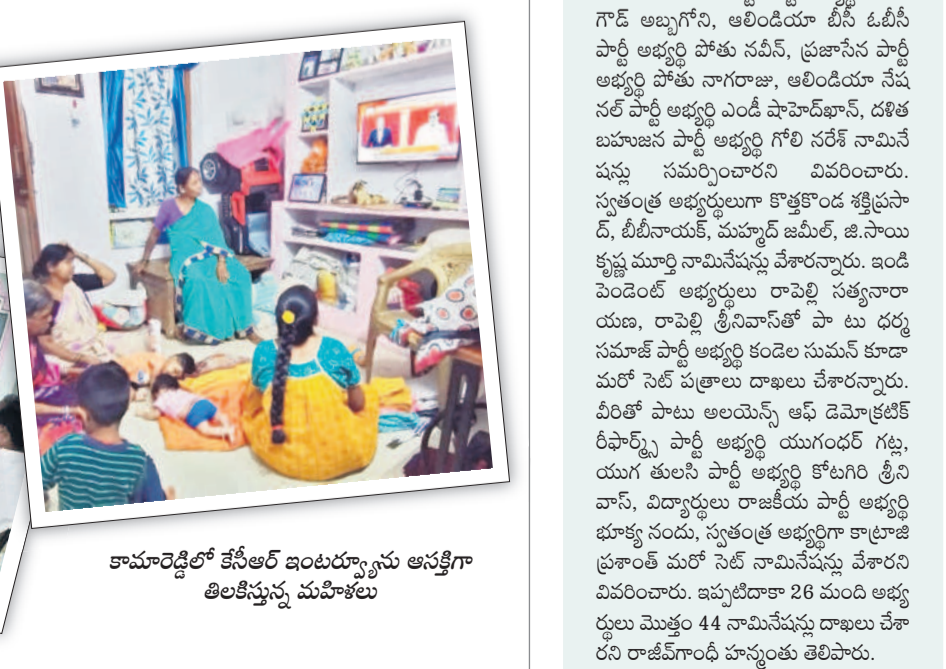 కామారెడ్డిలో కేసీఆర్ ఇంటర్వ్యూను ఆసక్తిగా
తిలకిస్తున్న మహిళలు
గౌడ్ అబ్బగోని, ఆలిండియా బీసీ ఓబీసీ
పార్టీ అభ్యర్థి పోతు నవీన్, ప్రజాసేన పార్టీ
అభ్యర్థి పోతు నాగరాజు, ఆలిండియా నేష
నల్ పార్టీ అభ్యర్థి ఎండీ షాహెద్‌ఖాన్, దళిత
బహుజన పార్టీ అభ్యర్థి గోలి నరేశ్ నామినే
షన్లు సమర్పించారని వివరించారు.
స్వతంత్ర అభ్యర్థులుగా కొత్తకొండ శక్తిప్రసా
ద్, బీబీనాయక్, మహ్మద్ జమీల్, జి.సాయి
కృష్ణ మూర్తి నామినేషన్లు వేశారన్నారు. ఇండి
పెండెంట్ అభ్యర్థులు రాపెల్లి సత్యనారా
యణ, రాపెల్లి శ్రీనివాస్‌తో పా టు ధర్మ
సమాజ్ పార్టీ అభ్యర్థి కండెల సుమన్ కూడా
మరో సెట్ పత్రాలు దాఖలు చేశారన్నారు.
వీరితో పాటు అలయెన్స్ ఆఫ్ డెమోక్రటిక్
రీఫార్మ్స్ పార్టీ అభ్యర్థి యుగంధర్ గట్ల,
యుగ తులసి పార్టీ అభ్యర్థి కోటగిరి శ్రీని
వాస్, విద్యార్థులు రాజకీయ పార్టీ అభ్యర్థి
భూక్య నందు, స్వతంత్ర అభ్యర్థిగా కాట్రాజి
ప్రశాంత్ మరో సెట్ నామినేషన్లు వేశారని
వివరించారు. ఇప్పటిదాకా 26 మంది అభ్య
ర్థులు మొత్తం 44 నామినేషన్లు దాఖలు చేశా
రని రాజీవ్‌గాంధీ హన్మంతు తెలిపారు.